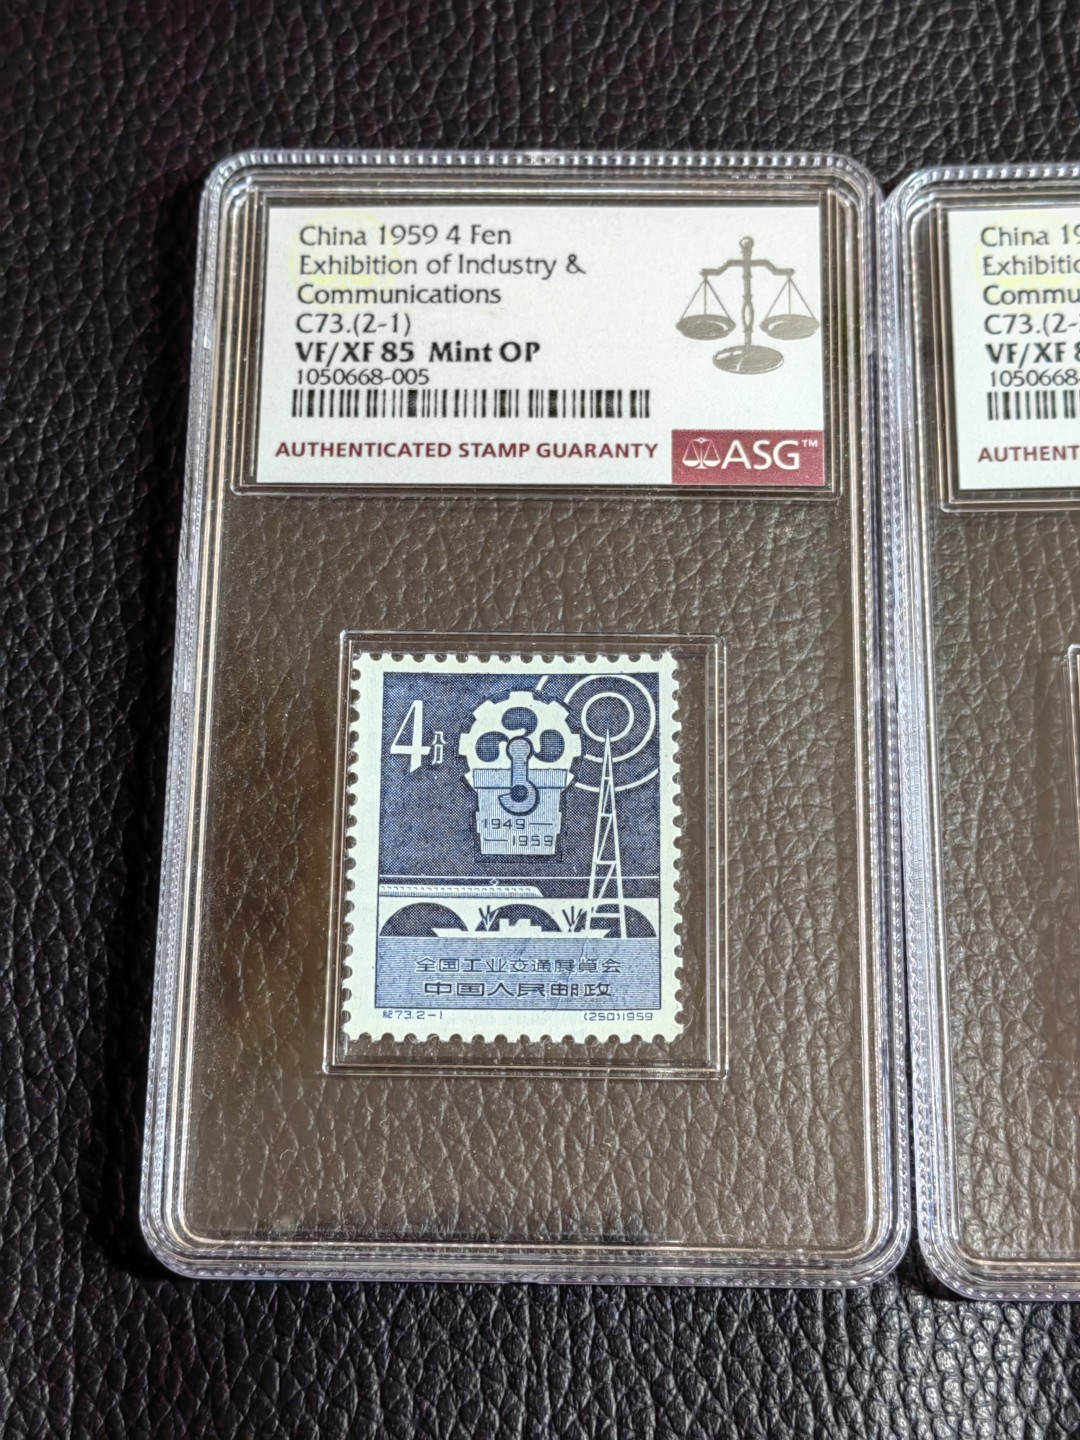 China 1959 4 Fen
Exhibition of Industry &
Communications
C73.(2-1)
VF/XF 85 Mint OP
1050668-005
AUTHENTICATED STAMP GUARANTY
ASG™
4分
1949—
—1959
全国工业交通展览会
中国人民邮政
纪73.2-1
(250)1959
China
Exhibitio
Commu
C73.(2-
VF/XF
1050668-
AUTHENT